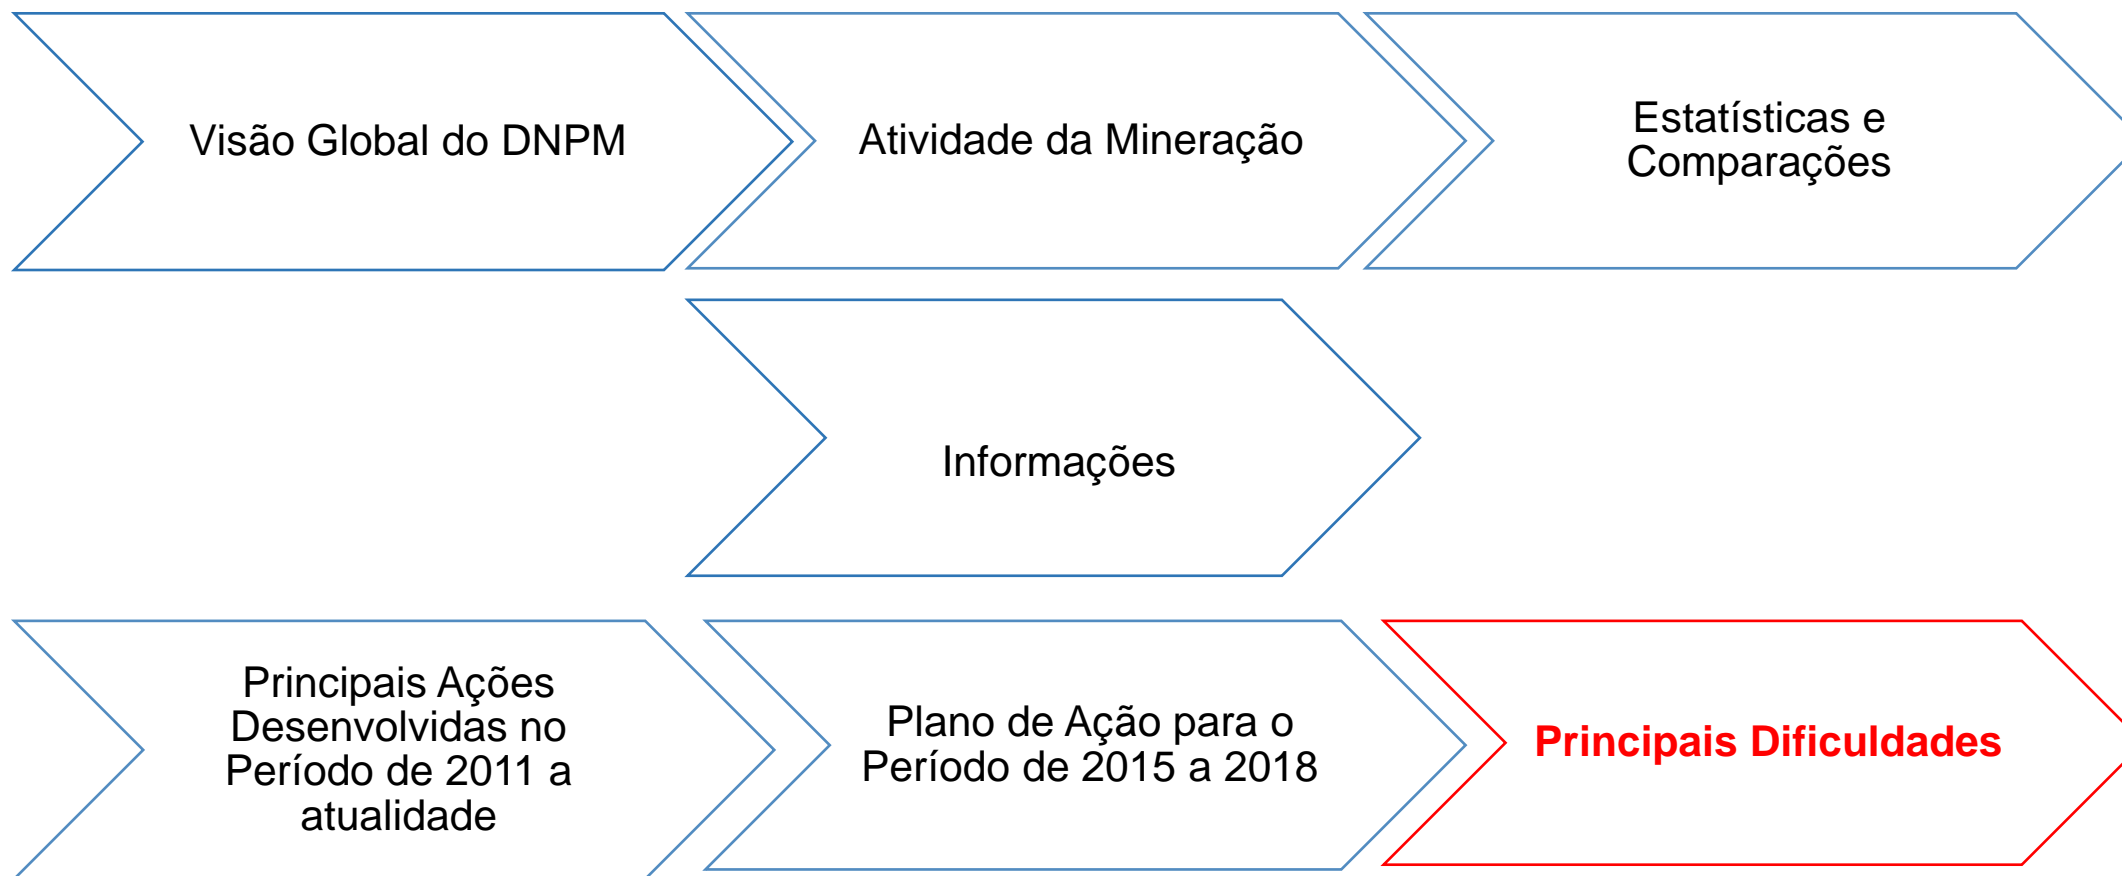 Visão Global do DNPM
Atividade da Mineração
Estatísticas e
Comparações
Informações
Principais Ações
Desenvolvidas no
Período de 2011 a
atualidade
Plano de Ação para o
Período de 2015 a 2018
Principais Dificuldades